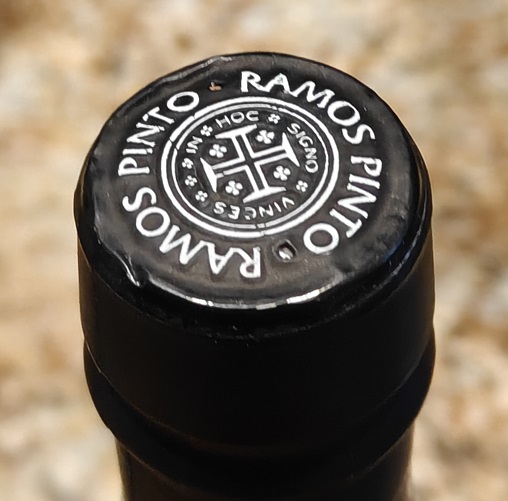 RAMOS PINTO
RAMOS PINTO
IN HOC SIGNO VINCES